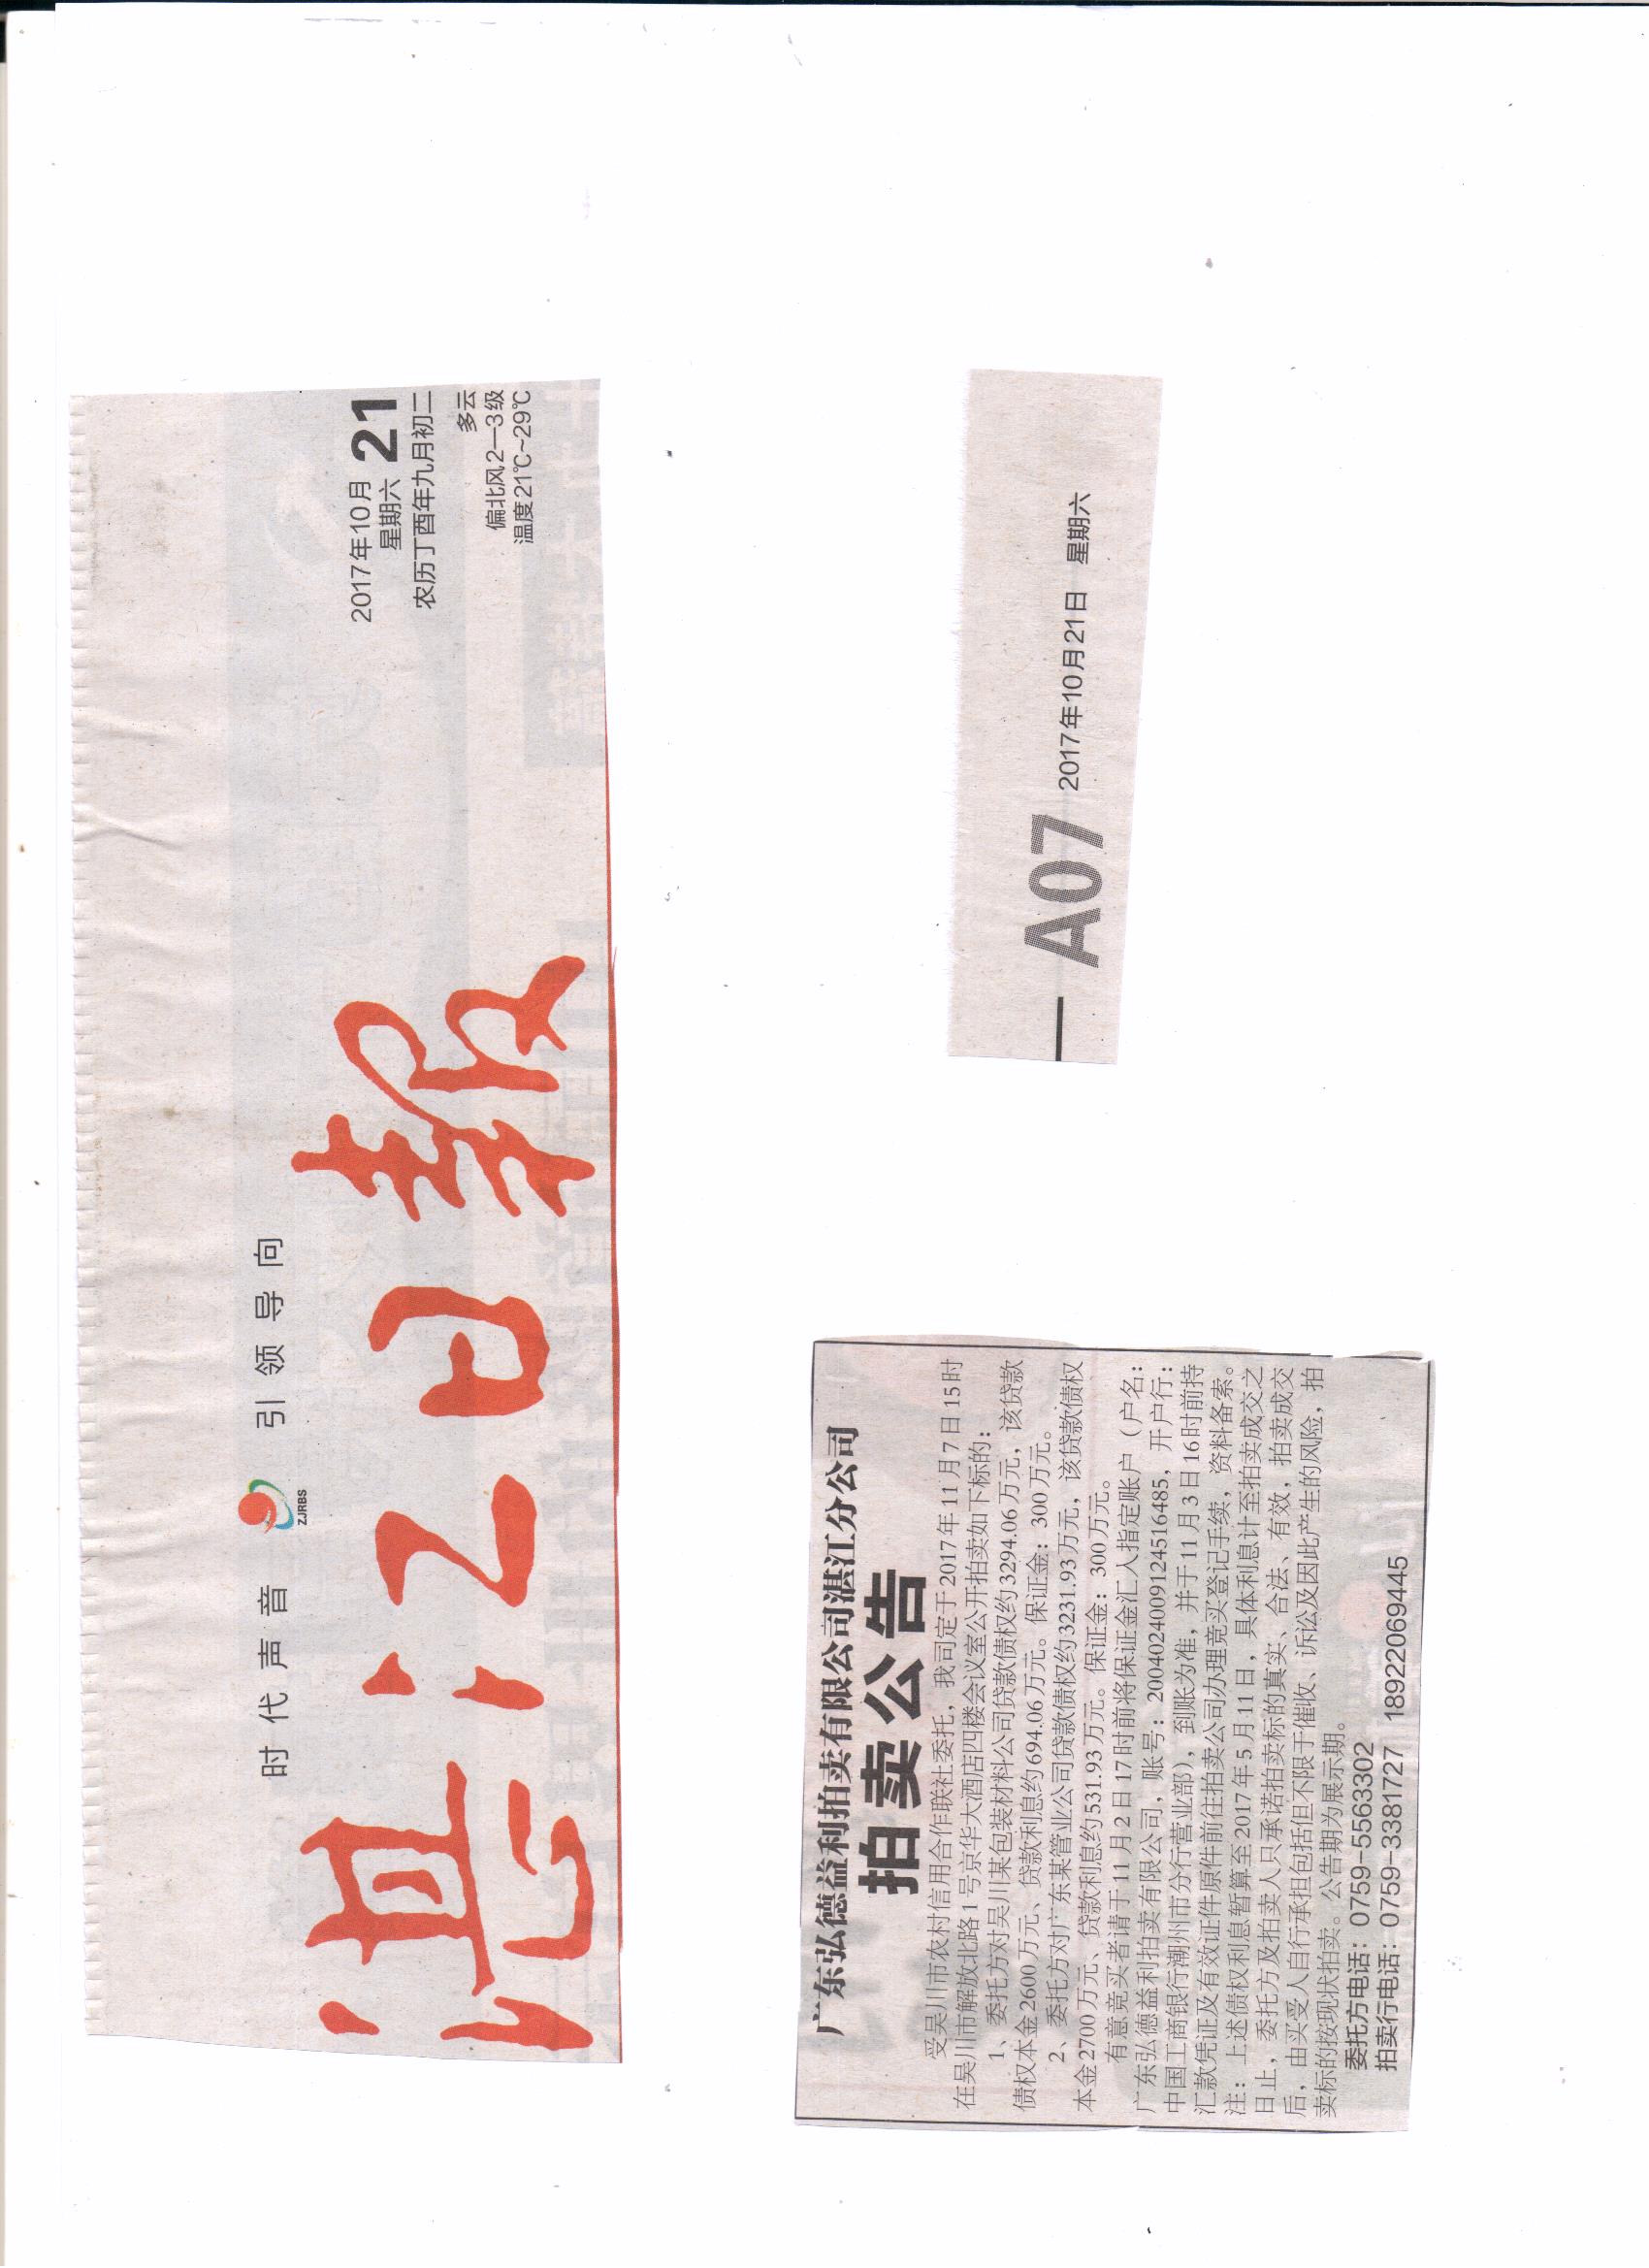 时代声音 ZJRBS 引领导向
湛江日報
2017年10月
星期六 21
农历丁酉年九月初二
多云
偏北风2—3级
温度21℃~29℃
A07 2017年10月21日 星期六
广东弘德益利拍卖有限公司湛江分公司
拍卖公告
受吴川市农村信用合作联社委托，我司定于2017年11月7日15时
在吴川市解放北路1号京华大酒店四楼会议室公开拍卖如下标的：
1、委托方对吴川某包装材料公司贷款债权约3294.06万元，该贷款
债权本金2600万元、贷款利息约694.06万元。保证金：300万元。
2、委托方对广东某管业公司贷款债权约3231.93万元，该贷款债权
本金2700万元、贷款利息约531.93万元。保证金：300万元。
有意竞买者请于11月2日17时前将保证金汇入指定账户（户名：
广东弘德益利拍卖有限公司，账号：2004024009124516485，开户行：
中国工商银行潮州市分行营业部），到账为准，并于11月3日16时前持
汇款凭证及有效证件原件前往拍卖公司办理竞买登记手续，资料备索。
注：上述债权利息暂算至2017年5月11日，具体利息计至拍卖成交之
日止，委托方及拍卖人只承诺拍卖标的真实、合法、有效，拍卖成交
后，由买受人自行承担包括但不限于催收、诉讼及因此产生的风险，拍
卖标的按现状拍卖。公告期为展示期。
委托方电话：0759-5563302
拍卖行电话：0759-3381727 18922069445